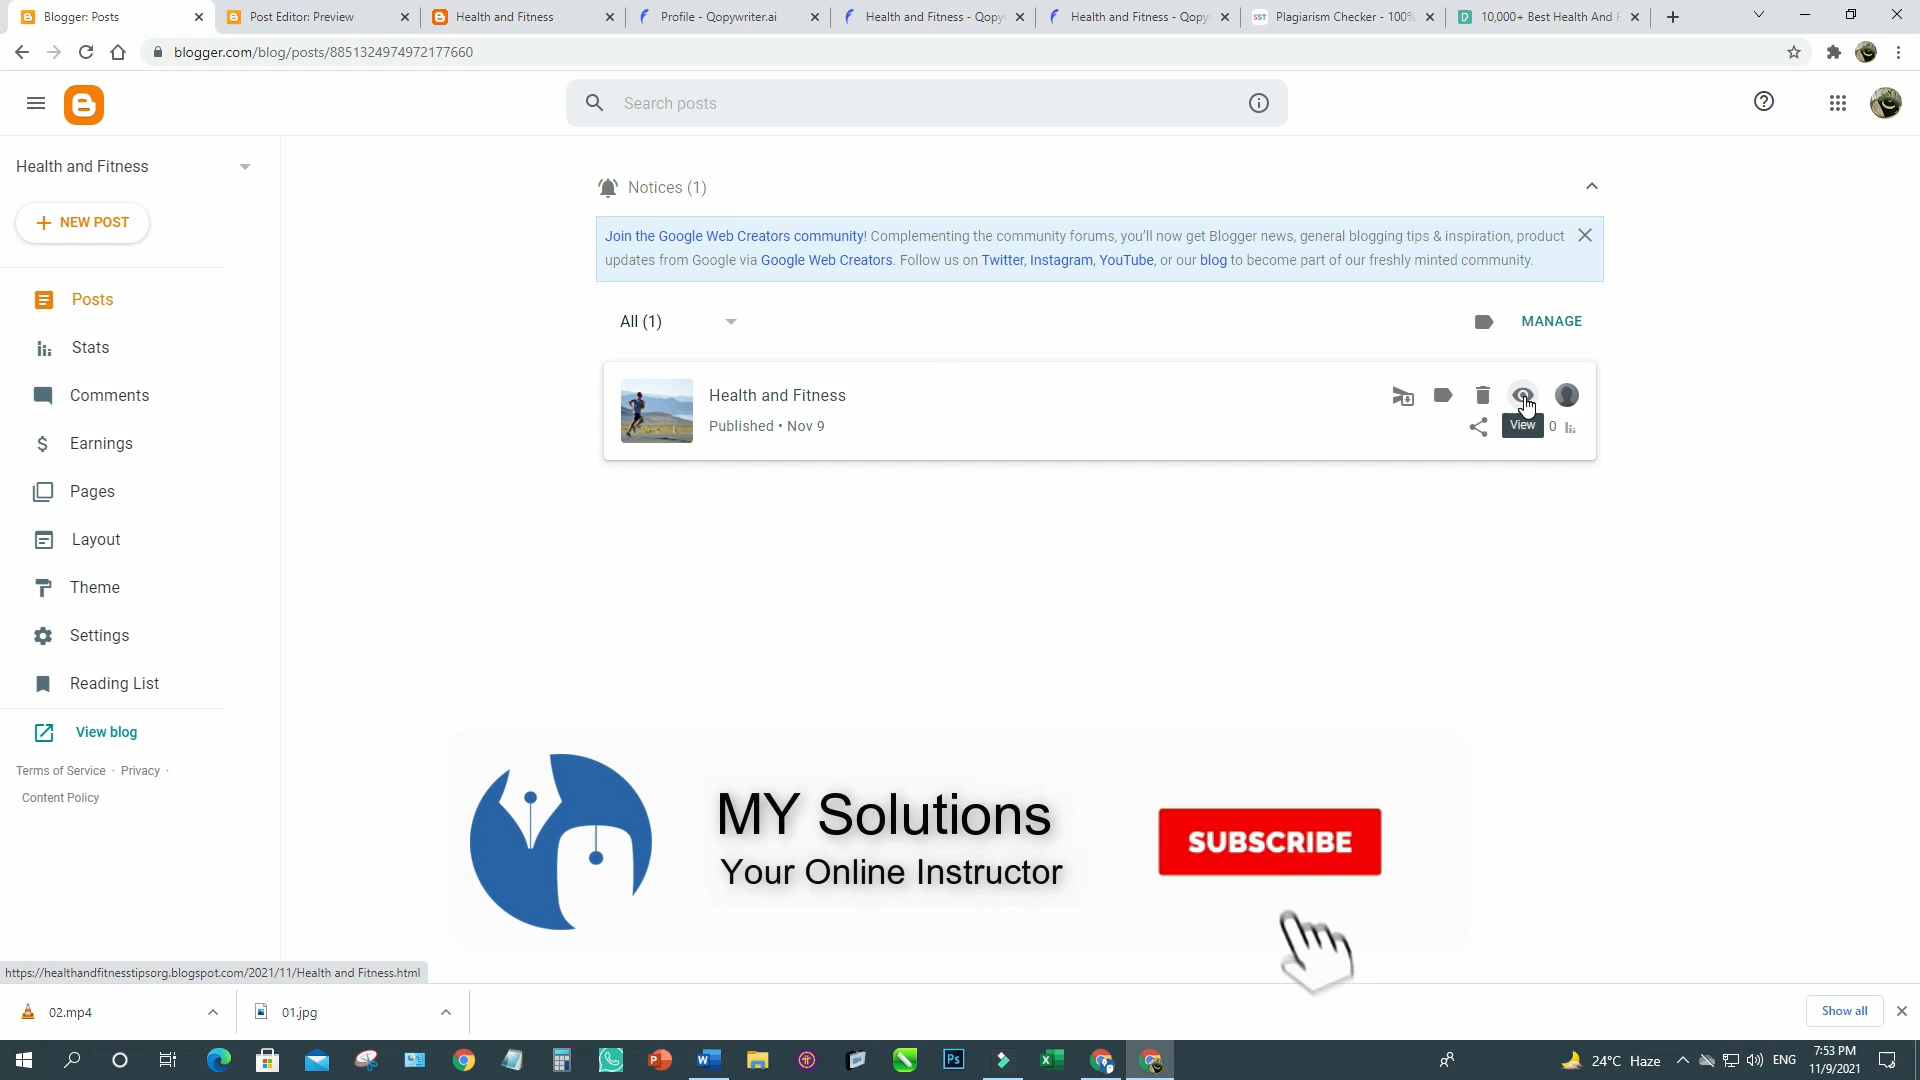 Blogger: Posts
Post Editor: Preview
Health and Fitness
Profile - Qopywriter.ai
Health and Fitness - Qopy
Health and Fitness - Qopy
SST
Plagiarism Checker - 100%
10,000+ Best Health And F
blogger.com/blog/posts/8851324974972177660
Search posts
Health and Fitness
NEW POST
Posts
Stats
Comments
Earnings
Pages
Layout
Theme
Settings
Reading List
View blog
Terms of Service · Privacy ·
Content Policy
Notices (1)
Join the Google Web Creators community! Complementing the community forums, you'll now get Blogger news, general blogging tips & inspiration, product
updates from Google via Google Web Creators. Follow us on Twitter, Instagram, YouTube, or our blog to become part of our freshly minted community.
All (1)
MANAGE
Health and Fitness
Published • Nov 9
View
0
MY Solutions
Your Online Instructor
SUBSCRIBE
https://healthandfitnesstipsorg.blogspot.com/2021/11/Health and Fitness.html
02.mp4
01.jpg
Show all
Ps
24°C Haze
ENG
7:53 PM
11/9/2021